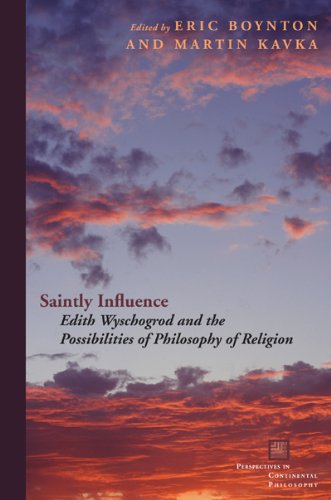 Edited by ERIC BOYNTON
AND MARTIN KAVKA
Saintly Influence
Edith Wyschogrod and the
Possibilities of Philosophy of Religion
PERSPECTIVES IN
CONTINENTAL
PHILOSOPHY